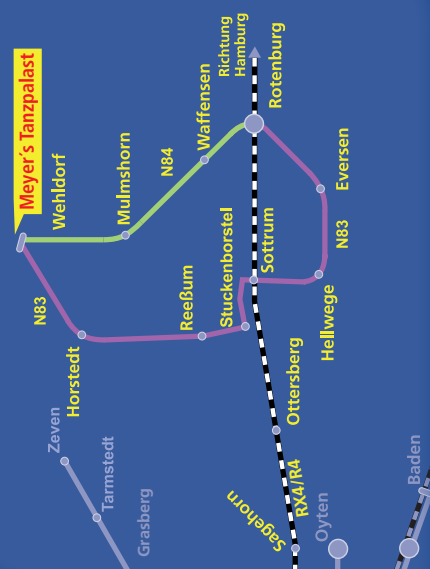 Meyer´s Tanzpalast
Wehldorf
Mulmshorn
N84
Waffensen
Richtung
Hamburg
Rotenburg
Eversen
N83
Hellwege
Sottrum
Stuckenborstel
Reeßum
N83
Horstedt
Ottersberg
RX4/R4
Sagehorn
Zeven
Tarmstedt
Grasberg
Oyten
Baden